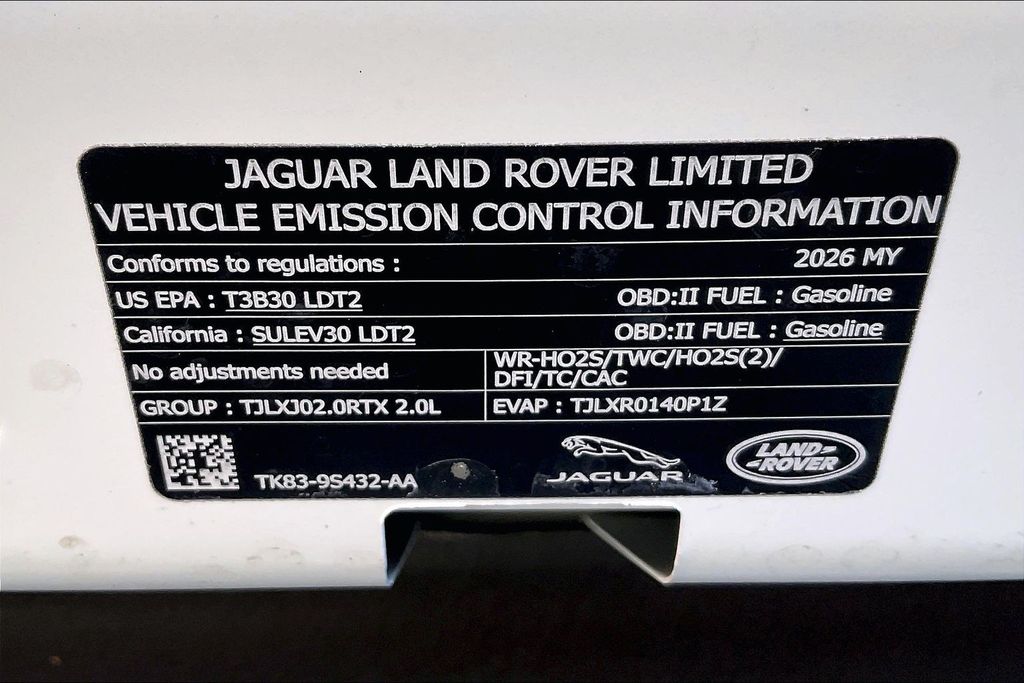 JAGUAR LAND ROVER LIMITED
VEHICLE EMISSION CONTROL INFORMATION
Conforms to regulations : 2026 MY
US EPA : T3B30 LDT2 OBD:II FUEL : Gasoline
California : SULEV30 LDT2 OBD:II FUEL : Gasoline
No adjustments needed
WR-HO2S/TWC/HO2S(2)/
DFI/TC/CAC
GROUP : TJLXJ02.0RTX 2.0L EVAP : TJLXR0140P1Z
TK83-9S432-AA
JAGUAR
LAND-
-ROVER